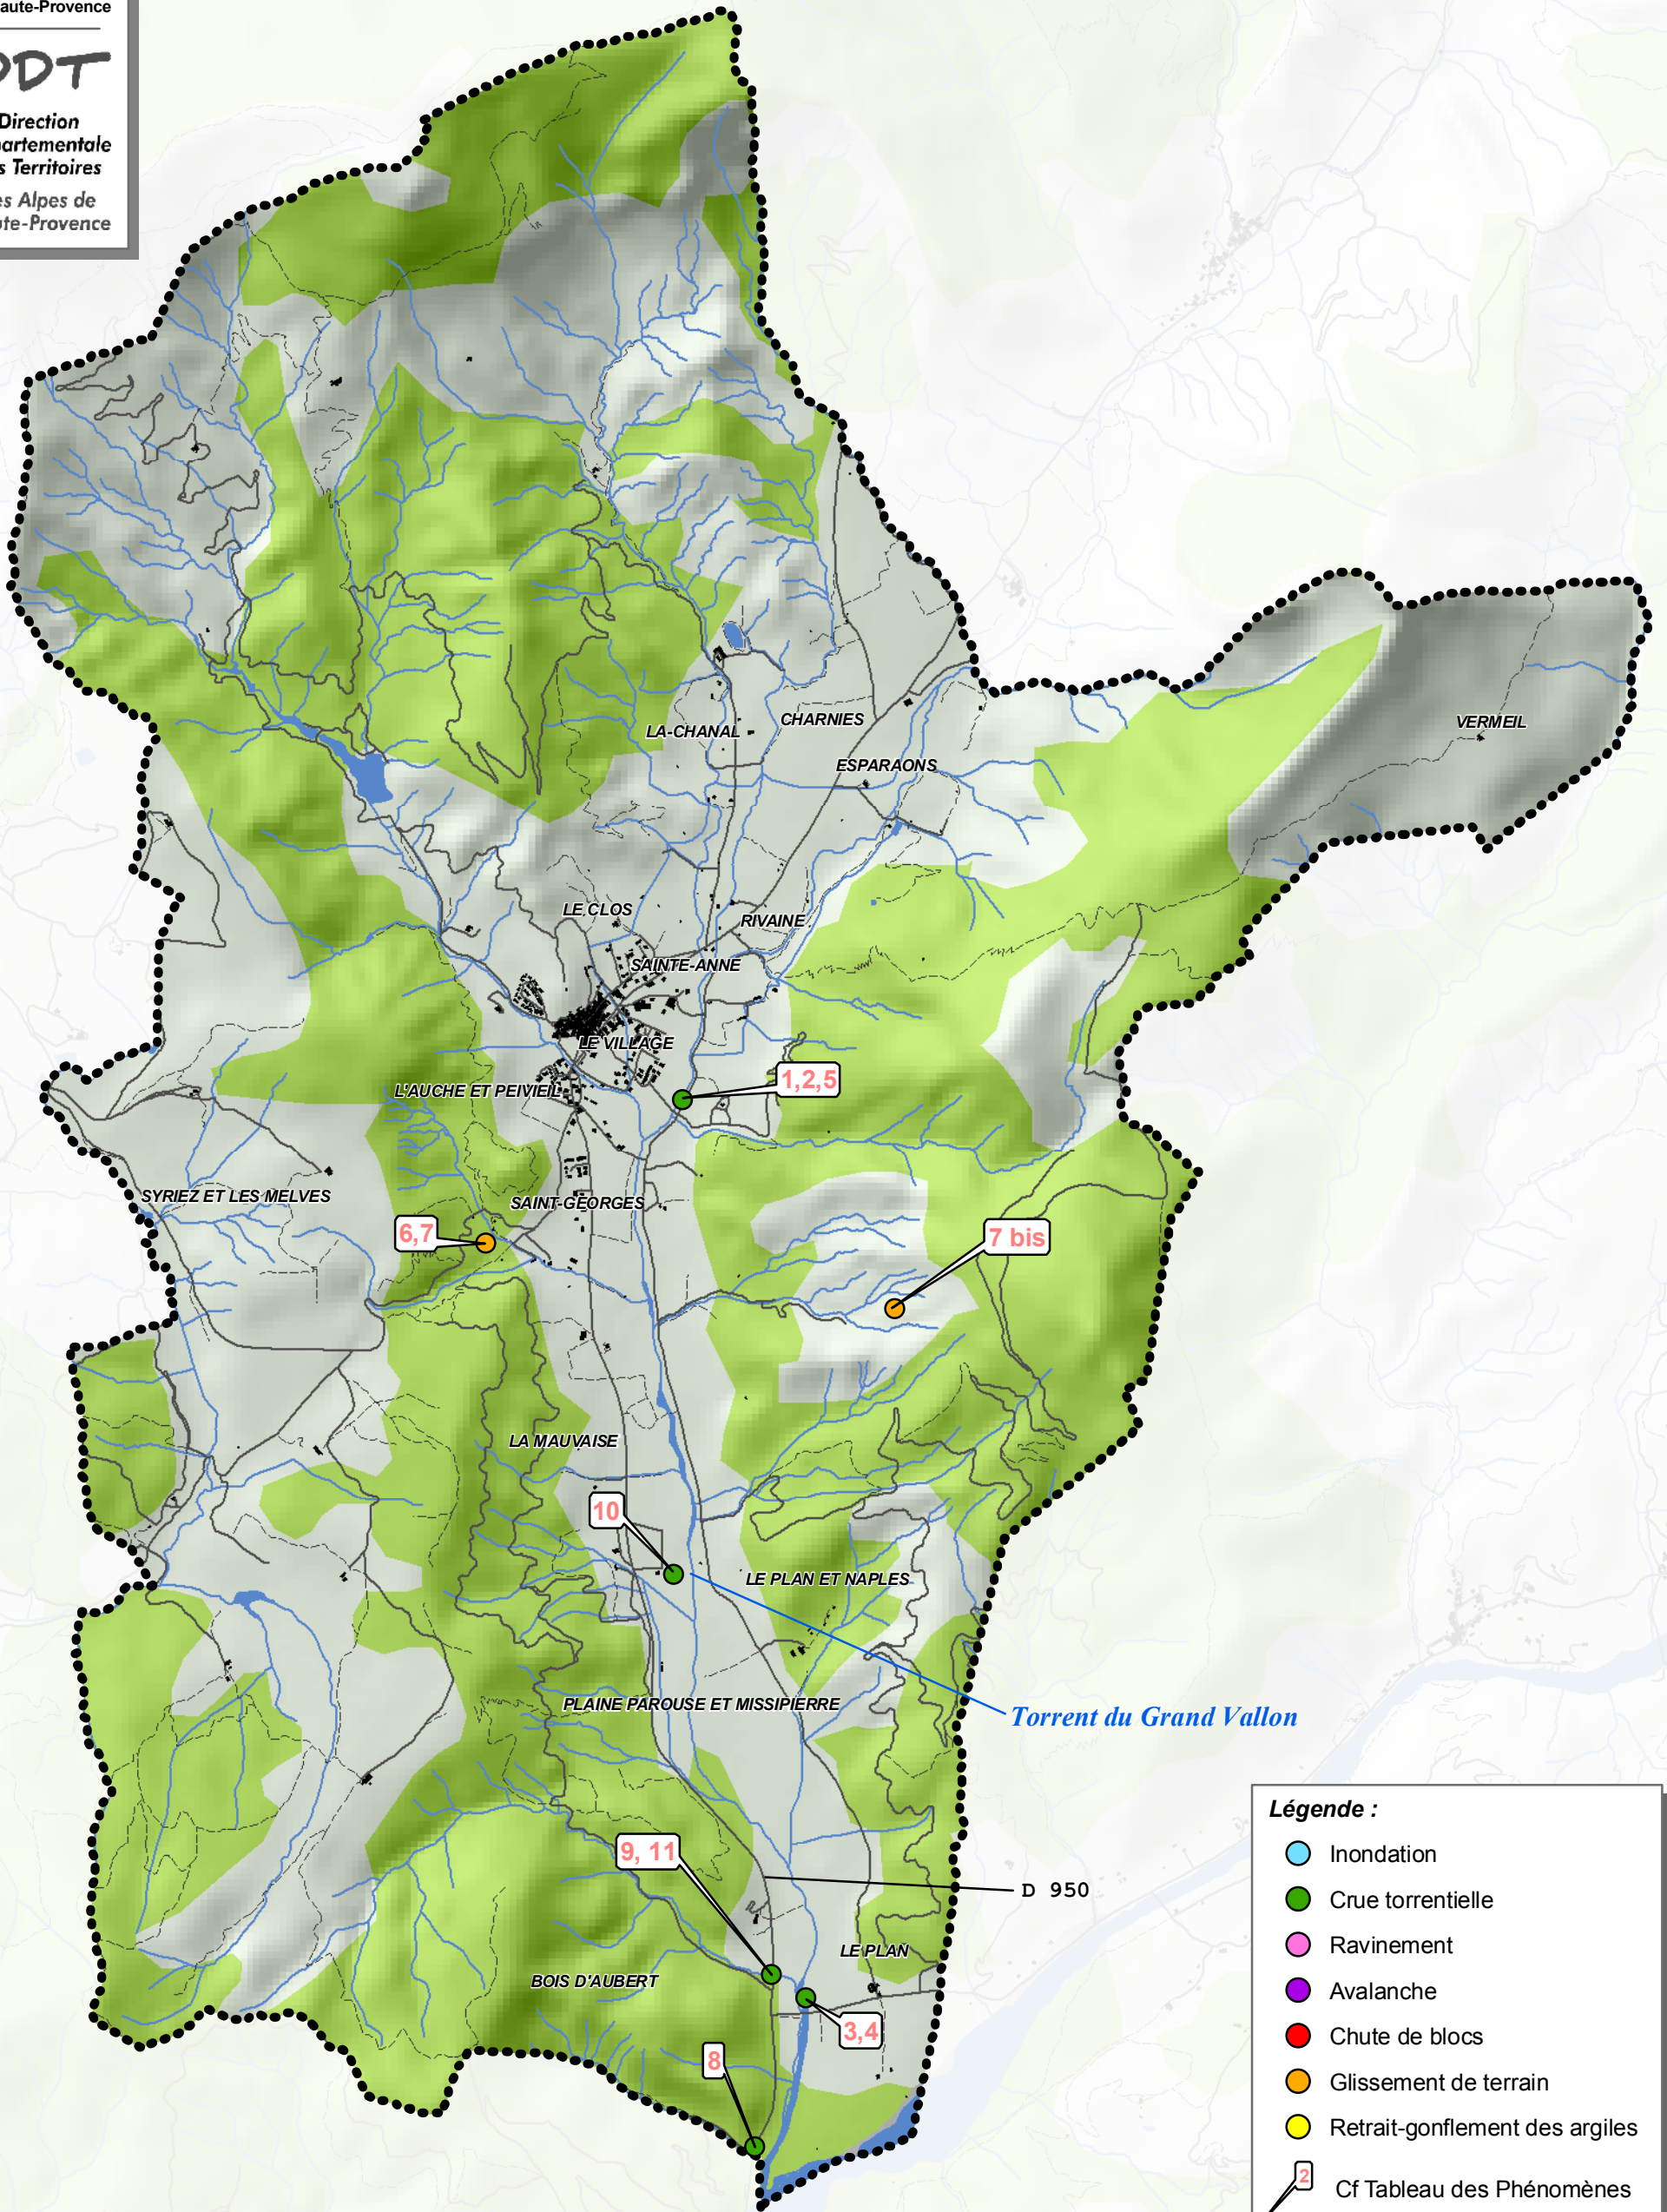 aute-Provence
DDT
Direction
partementale
s Territoires
es Alpes de
ute-Provence
LA-CHANAL
CHARNIES
ESPARAONS
VERMEIL
LE CLOS
RIVAINE
SAINTE-ANNE
LE VILLAGE
1,2,5
L'AUCHE ET PEIVIEIL
SYRIEZ ET LES MELVES
SAINT-GEORGES
6,7
7 bis
LA MAUVAISE
10
LE PLAN ET NAPLES
PLAINE PAROUSE ET MISSIPIERRE
Torrent du Grand Vallon
9, 11
D 950
LE PLAN
BOIS D'AUBERT
3,4
8
Légende :
Inondation
Crue torrentielle
Ravinement
Avalanche
Chute de blocs
Glissement de terrain
Retrait-gonflement des argiles
2
Cf Tableau des Phénomènes